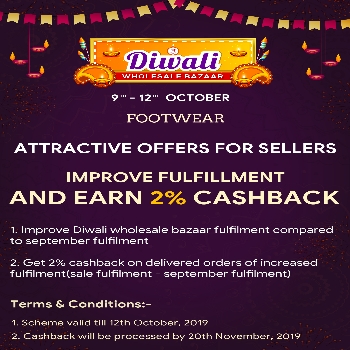 Diwali
WHOLESALE BAZAAR
9TH - 12TH OCTOBER
FOOTWEAR
ATTRACTIVE OFFERS FOR SELLERS
IMPROVE FULFILLMENT
AND EARN 2% CASHBACK
1. Improve Diwali wholesale bazaar fulfilment compared
to september fulfilment
2. Get 2% cashback on delivered orders of increased
fulfilment(sale fulfilment - september fulfilment)
Terms & Conditions:-
1. Scheme valid till 12th October, 2019
2. Cashback will be processed by 20th November, 2019